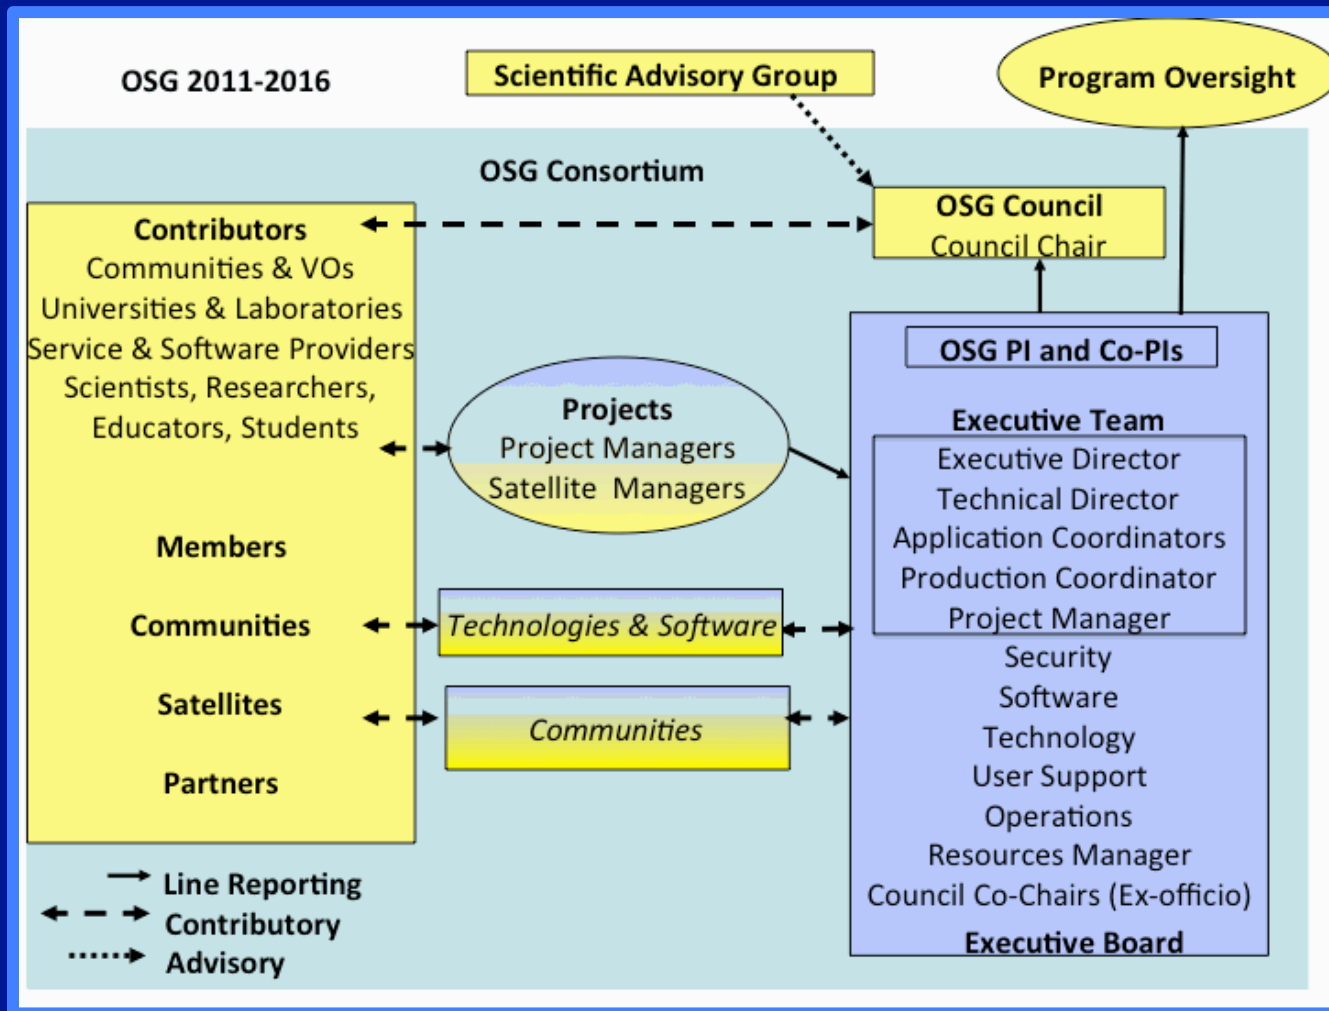 OSG 2011-2016
Scientific Advisory Group
Program Oversight
OSG Consortium
OSG Council
Council Chair
Contributors
Communities & VOs
Universities & Laboratories
Service & Software Providers
Scientists, Researchers,
Educators, Students
Members
Communities
Satellites
Partners
Projects
Project Managers
Satellite Managers
Technologies & Software
Communities
OSG PI and Co-PIs
Executive Team
Executive Director
Technical Director
Application Coordinators
Production Coordinator
Project Manager
Security
Software
Technology
User Support
Operations
Resources Manager
Council Co-Chairs (Ex-officio)
Executive Board
Line Reporting
Contributory
Advisory